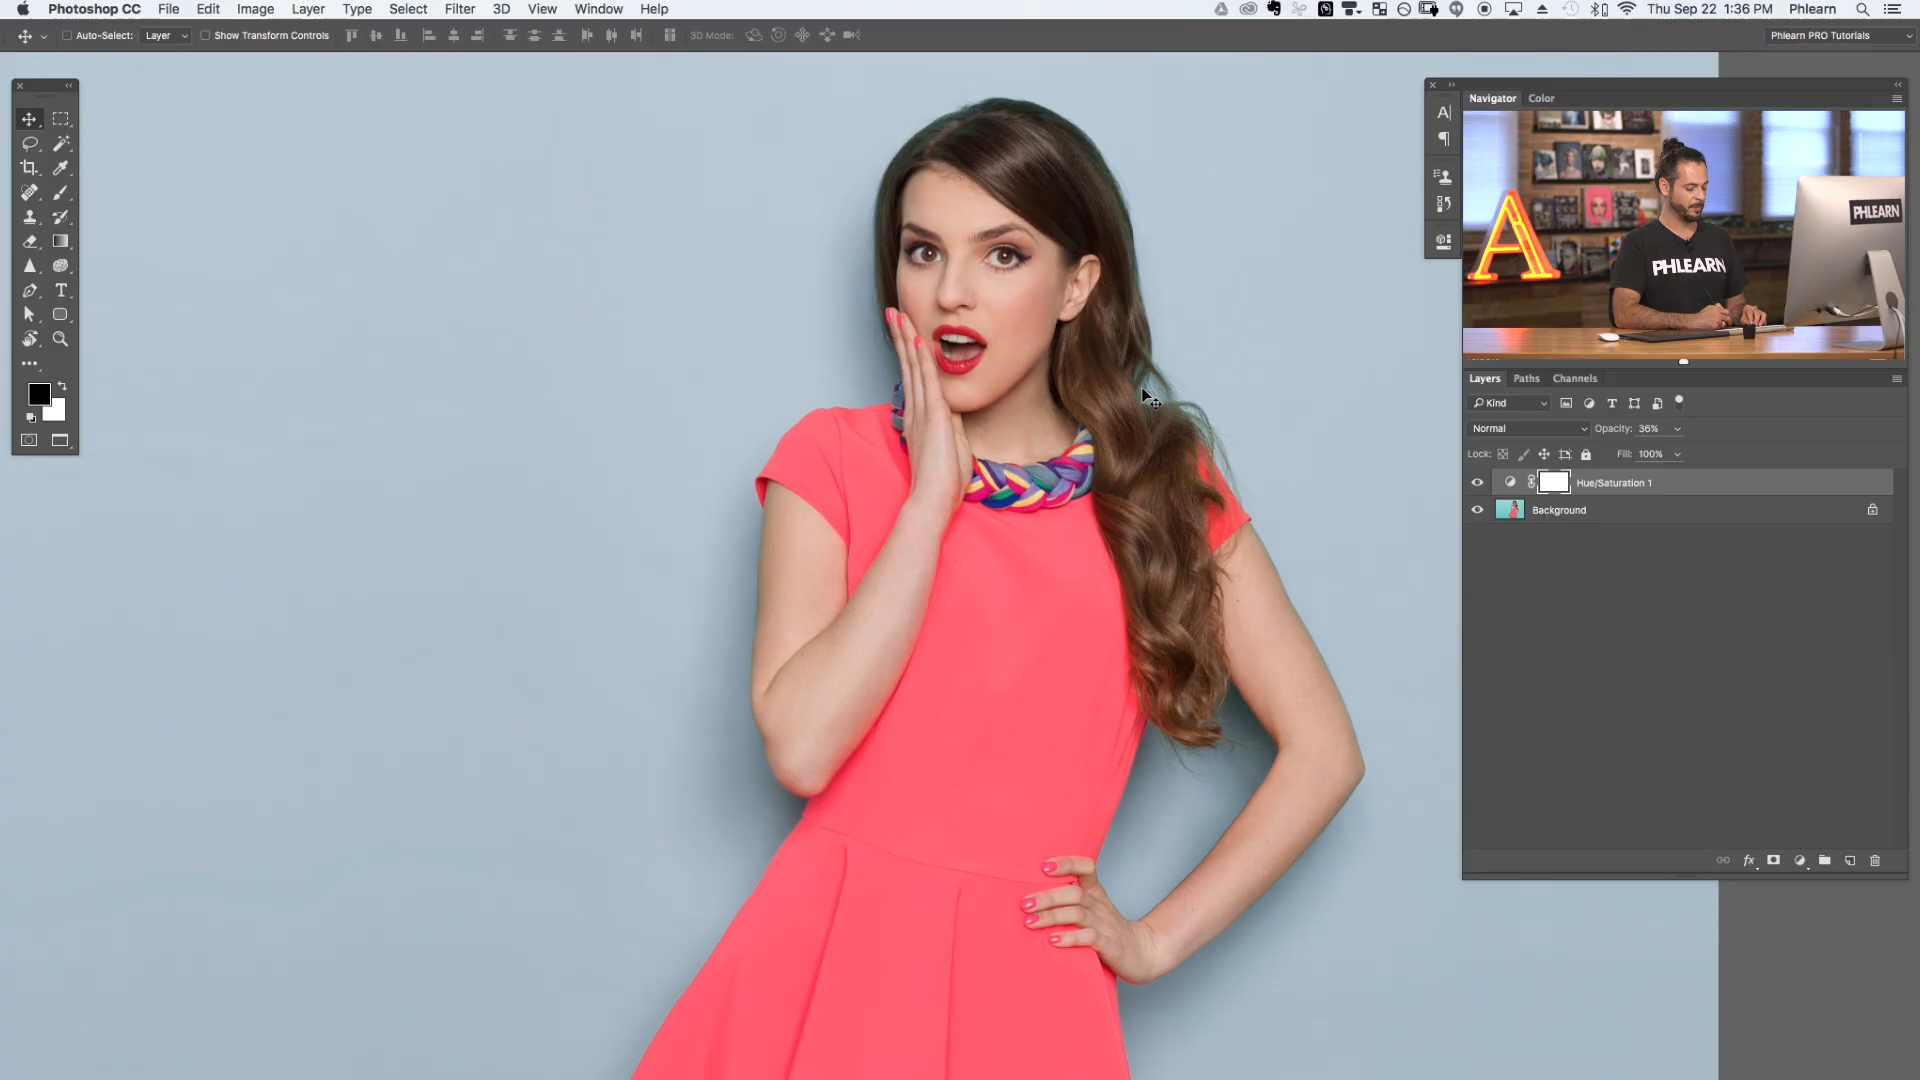 Photoshop CC File Edit Image Layer Type Select Filter 3D View Window Help Thu Sep 22 1:36 PM Phlearn
Auto-Select: Layer Show Transform Controls 3D Mode: Phlearn PRO Tutorials
Navigator Color
PHLEARN
PHLEARN
A
Layers Paths Channels
Kind
Normal Opacity: 36%
Lock: Fill: 100%
Hue/Saturation 1
Background